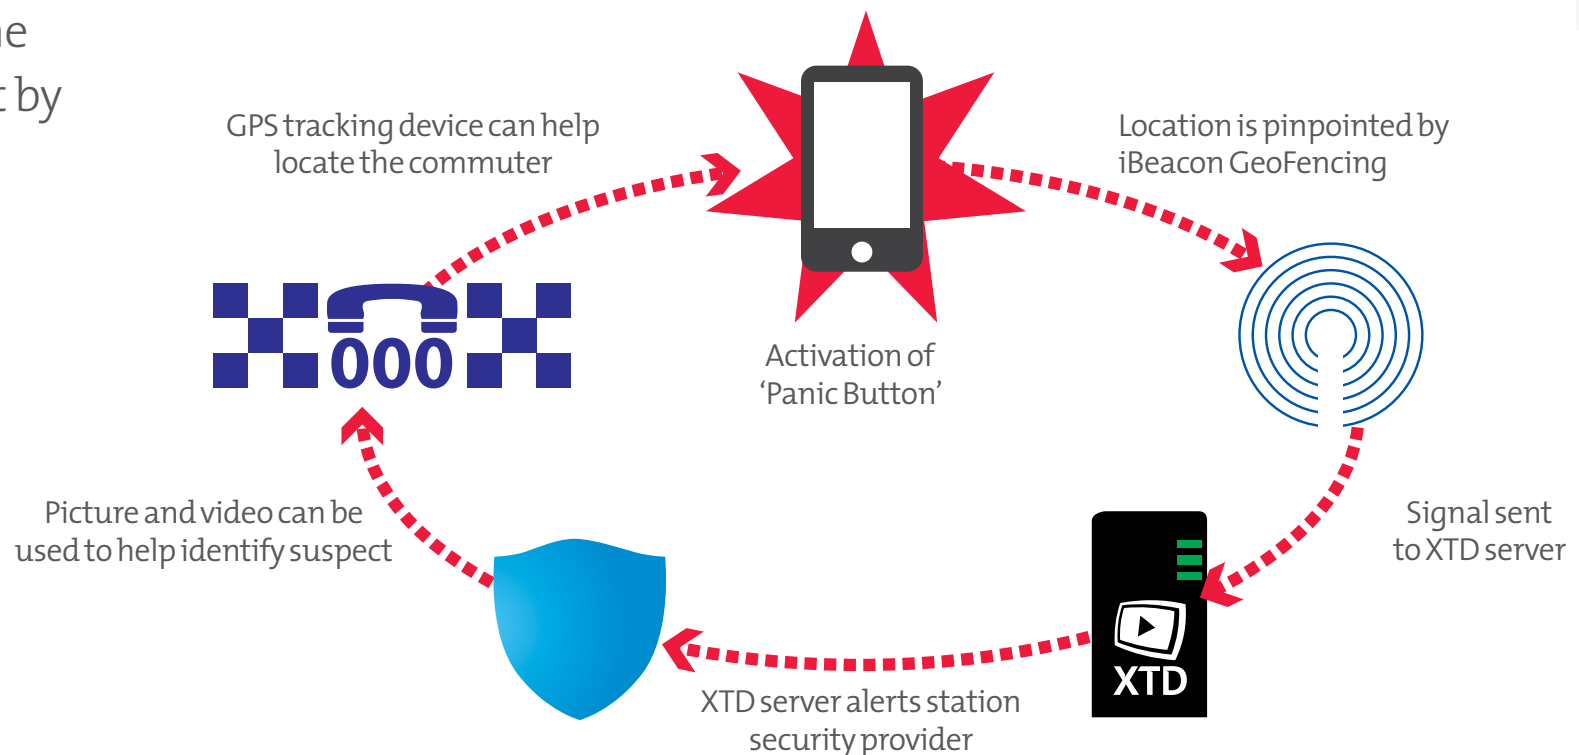 ne
t by
GPS tracking device can help
locate the commuter
Location is pinpointed by
iBeacon GeoFencing
000
Activation of
‘Panic Button’
Picture and video can be
used to help identify suspect
Signal sent
to XTD server
XTD
XTD server alerts station
security provider